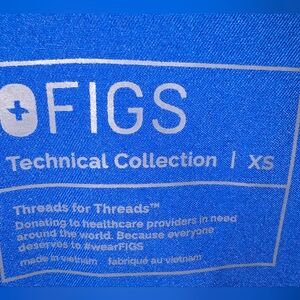 FIGS
Technical Collection | XS
Threads for Threads™
Donating to healthcare providers in need
around the world. Because everyone
deserves to #wearFIGS
made in vietnam fabriqué au vietnam